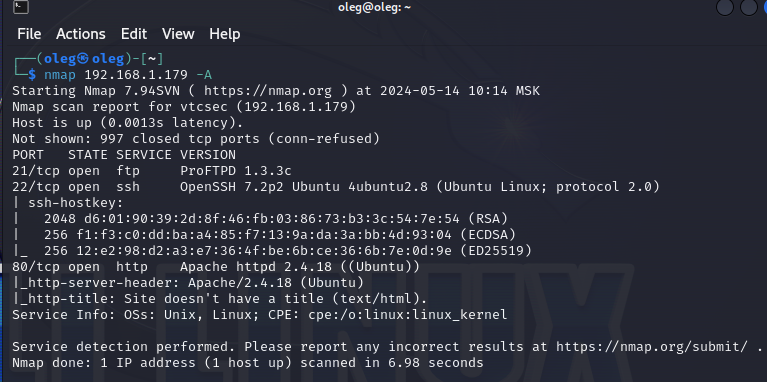 oleg@oleg: ~
File Actions Edit View Help
┌──(oleg㉿oleg)-[~]
└─$ nmap 192.168.1.179 -A
Starting Nmap 7.94SVN ( https://nmap.org ) at 2024-05-14 10:14 MSK
Nmap scan report for vtcsec (192.168.1.179)
Host is up (0.0013s latency).
Not shown: 997 closed tcp ports (conn-refused)
PORT   STATE SERVICE VERSION
21/tcp open  ftp     ProFTPD 1.3.3c
22/tcp open  ssh     OpenSSH 7.2p2 Ubuntu 4ubuntu2.8 (Ubuntu Linux; protocol 2.0)
| ssh-hostkey:
|   2048 d6:01:90:39:2d:8f:46:fb:03:86:73:b3:3c:54:7e:54 (RSA)
|   256 f1:f3:c0:dd:ba:a4:85:f7:13:9a:da:3a:bb:4d:93:04 (ECDSA)
|_  256 12:e2:98:d2:a3:e7:36:4f:be:6b:ce:36:6b:7e:0d:9e (ED25519)
80/tcp open  http    Apache httpd 2.4.18 ((Ubuntu))
|_http-server-header: Apache/2.4.18 (Ubuntu)
|_http-title: Site doesn't have a title (text/html).
Service Info: OSs: Unix, Linux; CPE: cpe:/o:linux:linux_kernel
Service detection performed. Please report any incorrect results at https://nmap.org/submit/ .
Nmap done: 1 IP address (1 host up) scanned in 6.98 seconds